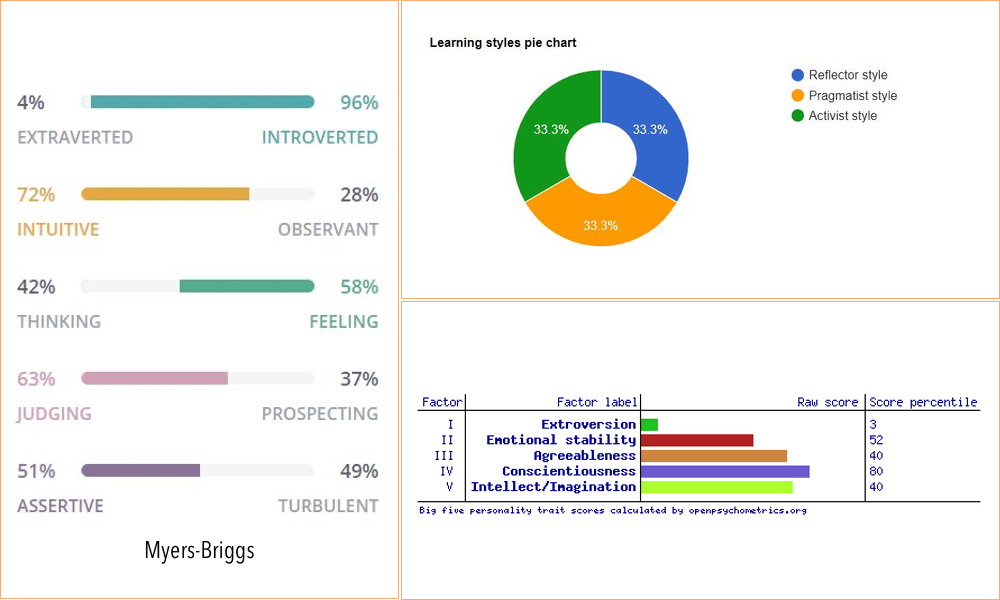 4% 96%
EXTRAVERTED INTROVERTED
72% 28%
INTUITIVE OBSERVANT
42% 58%
THINKING FEELING
63% 37%
JUDGING PROSPECTING
51% 49%
ASSERTIVE TURBULENT
Myers-Briggs
Learning styles pie chart
33.3% 33.3%
33.3%
Reflector style
Pragmatist style
Activist style
Factor Factor label Raw score Score percentile
I Extroversion 3
II Emotional stability 52
III Agreeableness 40
IV Conscientiousness 80
V Intellect/Imagination 40
Big five personality trait scores calculated by openpsychometrics.org